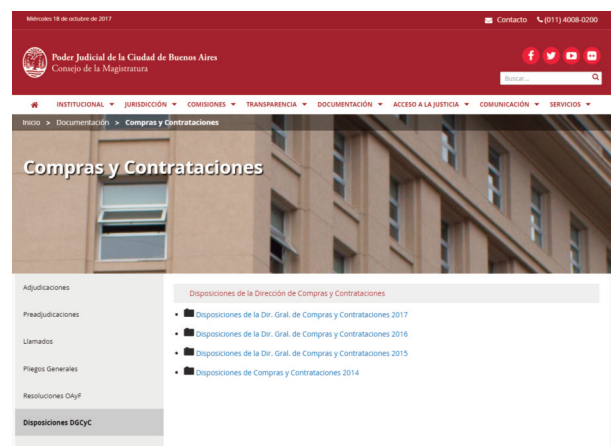 Miércoles 18 de octubre de 2017
Contacto (011) 4008-0200
Poder Judicial de la Ciudad de Buenos Aires
Consejo de la Magistratura
Buscar...
INSTITUCIONAL JURISDICCIÓN COMISIONES TRANSPARENCIA DOCUMENTACIÓN ACCESO A LA JUSTICIA COMUNICACIÓN SERVICIOS
Inicio > Documentación > Compras y Contrataciones
Compras y Contrataciones
Adjudicaciones
Preadjudicaciones
Llamados
Pliegos Generales
Resoluciones OAyF
Disposiciones DGCyC
Disposiciones de la Dirección de Compras y Contrataciones
Disposiciones de la Dir. Gral. de Compras y Contrataciones 2017
Disposiciones de la Dir. Gral. de Compras y Contrataciones 2016
Disposiciones de la Dir. Gral. de Compras y Contrataciones 2015
Disposiciones de Compras y Contrataciones 2014